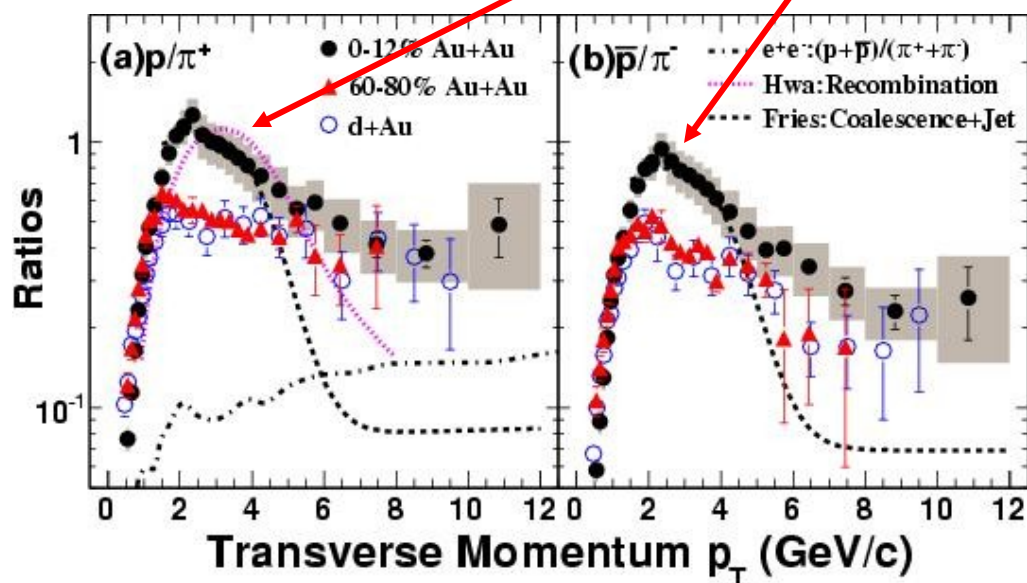 (a)p/π⁺
0-12% Au+Au
60-80% Au+Au
d+Au
(b)p̅/π⁻
e⁺e⁻:(p+p̅)/(π⁺+π⁻)
Hwa:Recombination
Fries:Coalescence+Jet
Ratios
1
10⁻¹
0 2 4 6 8 10 12 0 2 4 6 8 10 12
Transverse Momentum p_T (GeV/c)